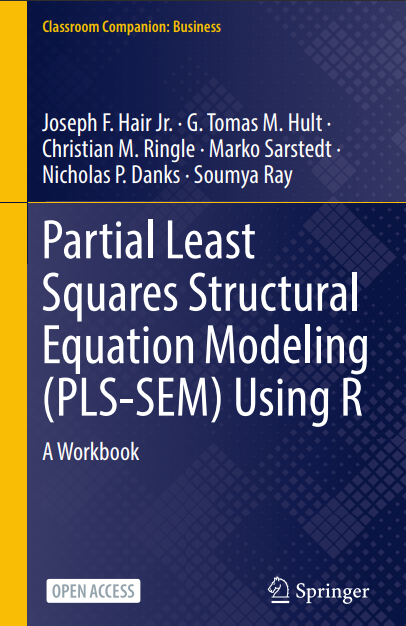 Classroom Companion: Business
Joseph F. Hair Jr. · G. Tomas M. Hult ·
Christian M. Ringle · Marko Sarstedt ·
Nicholas P. Danks · Soumya Ray
Partial Least
Squares Structural
Equation Modeling
(PLS-SEM) Using R
A Workbook
OPEN ACCESS
Springer